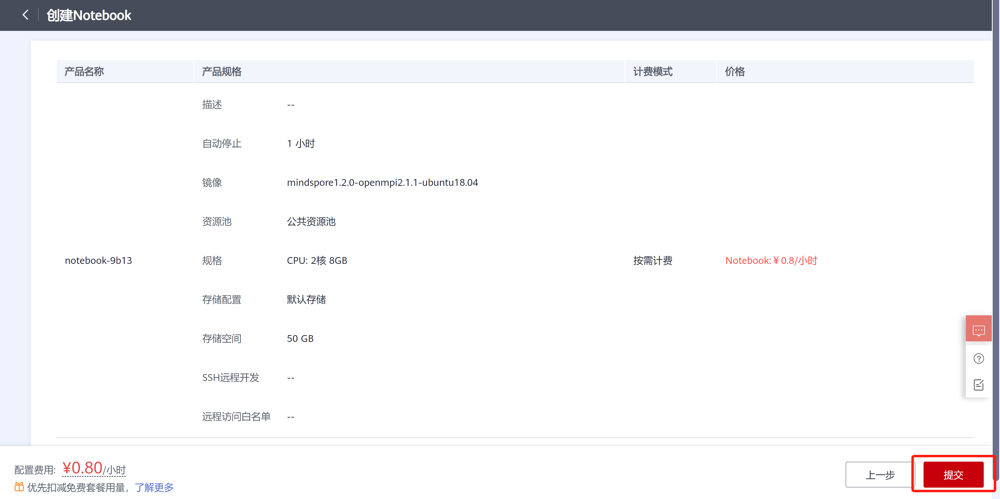 创建Notebook
产品名称 产品规格 计费模式 价格
描述 --
自动停止 1 小时
镜像 mindspore1.2.0-openmpi2.1.1-ubuntu18.04
资源池 公共资源池
notebook-9b13 规格 CPU: 2核 8GB 按需计费 Notebook: ¥ 0.8/小时
存储配置 默认存储
存储空间 50 GB
SSH远程开发 --
远程访问白名单 --
配置费用: ¥0.80/小时
优先扣减免费套餐用量，了解更多
上一步 提交